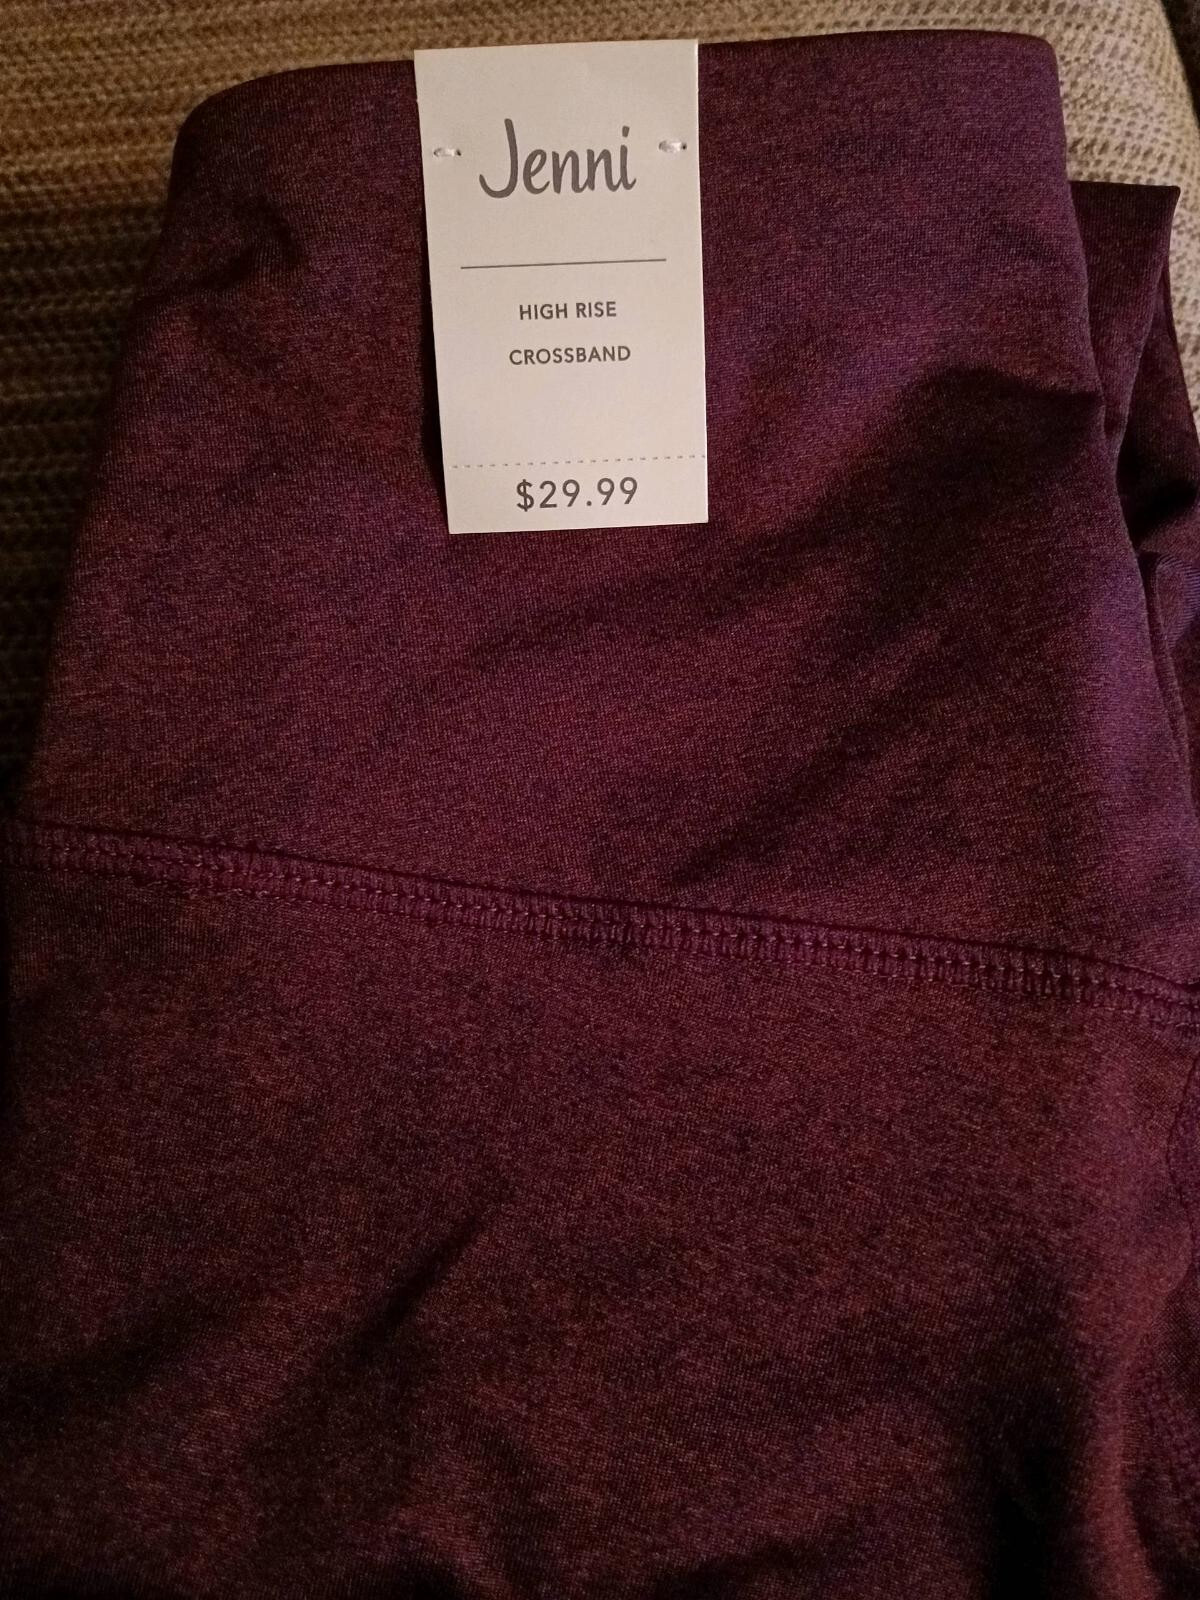 Jenni
HIGH RISE
CROSSBAND
$29.99